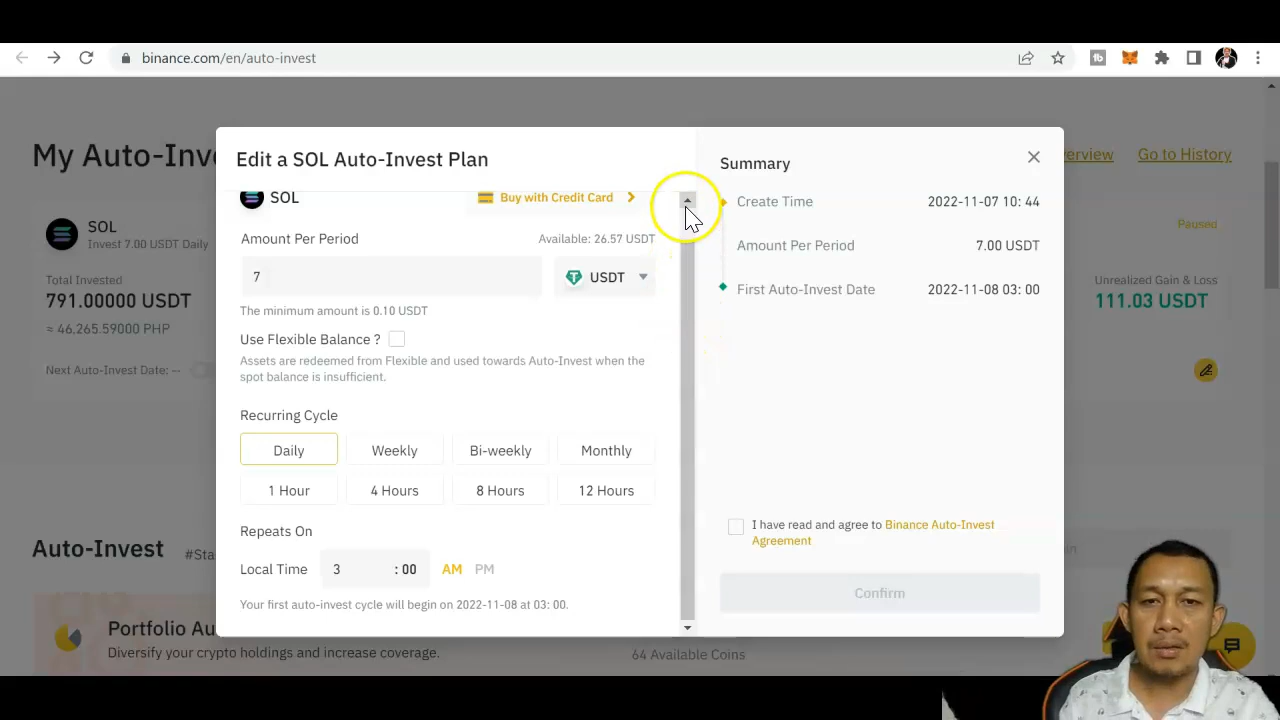 binance.com/en/auto-invest
My Auto-Inv
verview
Go to History
Edit a SOL Auto-Invest Plan
Summary
SOL
Buy with Credit Card
Create Time
2022-11-07 10: 44
SOL
Invest 7.00 USDT Daily
Paused
Amount Per Period
Available: 26.57 USDT
Amount Per Period
7.00 USDT
Total Invested
791.00000 USDT
≈ 46,265.59000 PHP
7
USDT
First Auto-Invest Date
2022-11-08 03: 00
Unrealized Gain & Loss
111.03 USDT
The minimum amount is 0.10 USDT
Use Flexible Balance ?
Assets are redeemed from Flexible and used towards Auto-Invest when the
spot balance is insufficient.
Next Auto-Invest Date: --
Recurring Cycle
Daily
Weekly
Bi-weekly
Monthly
1 Hour
4 Hours
8 Hours
12 Hours
Repeats On
I have read and agree to Binance Auto-Invest
Agreement
Auto-Invest
#Sta
Local Time
3
: 00
AM
PM
Confirm
Your first auto-invest cycle will begin on 2022-11-08 at 03: 00.
Portfolio Au
Diversify your crypto holdings and increase coverage.
64 Available Coins